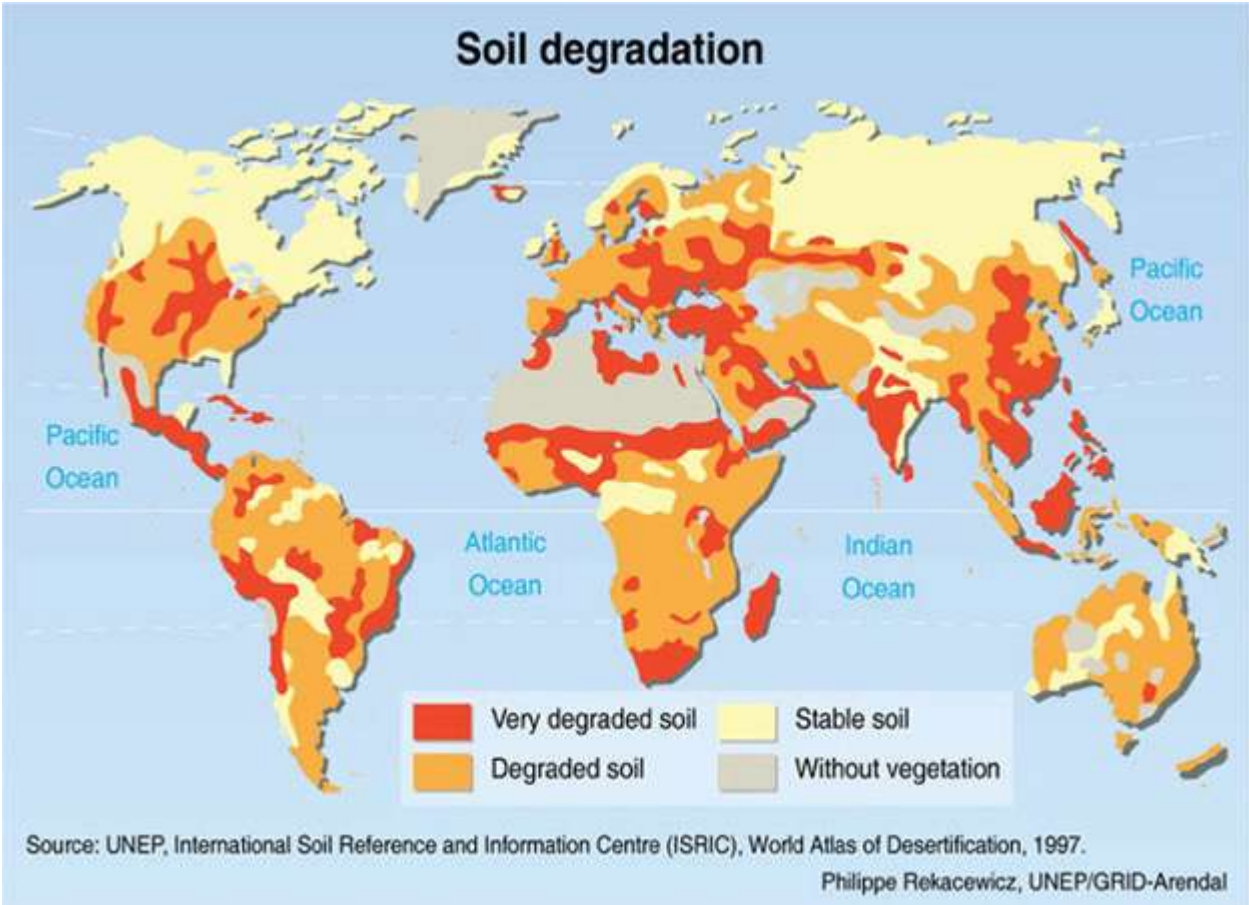 Soil degradation
Pacific
Ocean
Pacific
Ocean
Atlantic
Ocean
Indian
Ocean
Very degraded soil
Stable soil
Degraded soil
Without vegetation
Source: UNEP, International Soil Reference and Information Centre (ISRIC), World Atlas of Desertification, 1997.
Philippe Rekacewicz, UNEP/GRID-Arendal